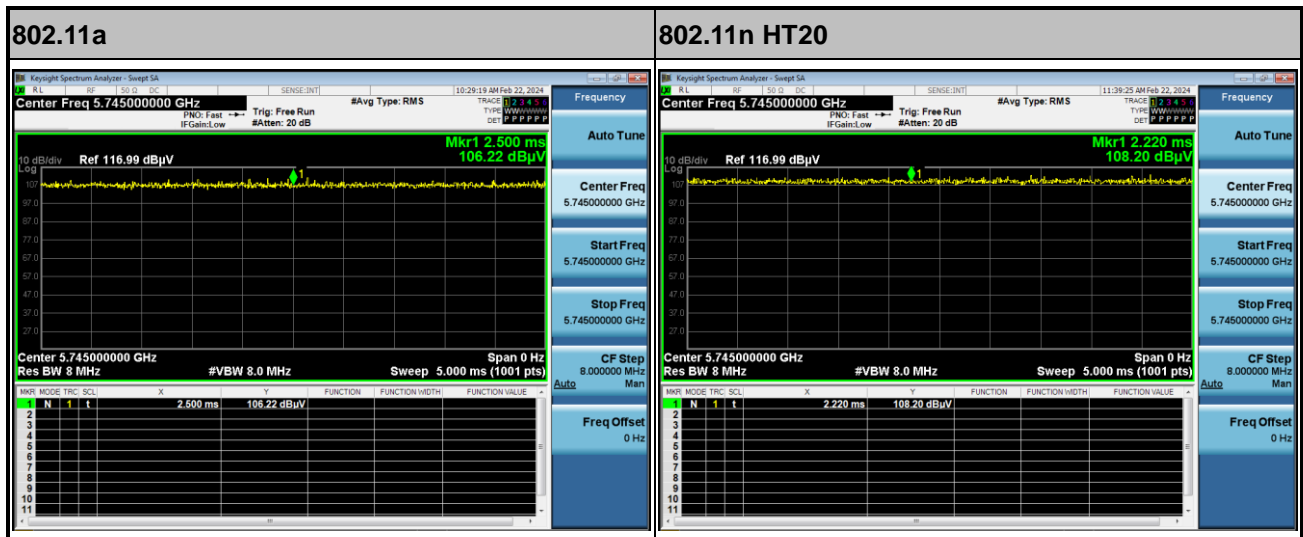 802.11a
Keysight Spectrum Analyzer - Swept SA
RL RF 50 Ω DC SENSE:INT 10:29:19 AM Feb 22, 2024
Center Freq 5.745000000 GHz #Avg Type: RMS TRACE 1 2 3 4 5 6
PNO: Fast Trig: Free Run TYPE
IFGain:Low #Atten: 20 dB DET P P P P P P
Mkr1 2.500 ms
10 dB/div Ref 116.99 dBµV 106.22 dBµV
Log
1
107
97.0
87.0
77.0
67.0
57.0
47.0
37.0
27.0
Center 5.745000000 GHz Span 0 Hz
Res BW 8 MHz #VBW 8.0 MHz Sweep 5.000 ms (1001 pts)
MKR MODE TRC SCL X Y FUNCTION FUNCTION WIDTH FUNCTION VALUE
1 N 1 t 2.500 ms 106.22 dBµV
2
3
4
5
6
7
8
9
10
11
Frequency
Auto Tune
Center Freq
5.745000000 GHz
Start Freq
5.745000000 GHz
Stop Freq
5.745000000 GHz
CF Step
8.000000 MHz
Auto Man
Freq Offset
0 Hz
802.11n HT20
Keysight Spectrum Analyzer - Swept SA
RL RF 50 Ω DC SENSE:INT 11:39:25 AM Feb 22, 2024
Center Freq 5.745000000 GHz #Avg Type: RMS TRACE 1 2 3 4 5 6
PNO: Fast Trig: Free Run TYPE
IFGain:Low #Atten: 20 dB DET P P P P P P
Mkr1 2.220 ms
10 dB/div Ref 116.99 dBµV 108.20 dBµV
Log
1
107
97.0
87.0
77.0
67.0
57.0
47.0
37.0
27.0
Center 5.745000000 GHz Span 0 Hz
Res BW 8 MHz #VBW 8.0 MHz Sweep 5.000 ms (1001 pts)
MKR MODE TRC SCL X Y FUNCTION FUNCTION WIDTH FUNCTION VALUE
1 N 1 t 2.220 ms 108.20 dBµV
2
3
4
5
6
7
8
9
10
11
Frequency
Auto Tune
Center Freq
5.745000000 GHz
Start Freq
5.745000000 GHz
Stop Freq
5.745000000 GHz
CF Step
8.000000 MHz
Auto Man
Freq Offset
0 Hz